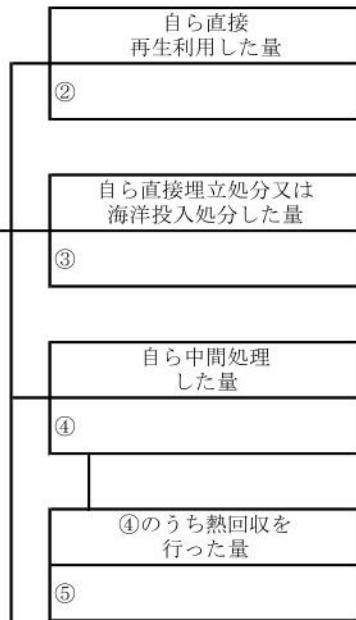 自ら直接
再生利用した量
②
自ら直接埋立処分又は
海洋投入処分した量
③
自ら中間処理
した量
④
④のうち熱回収を
行った量
⑤